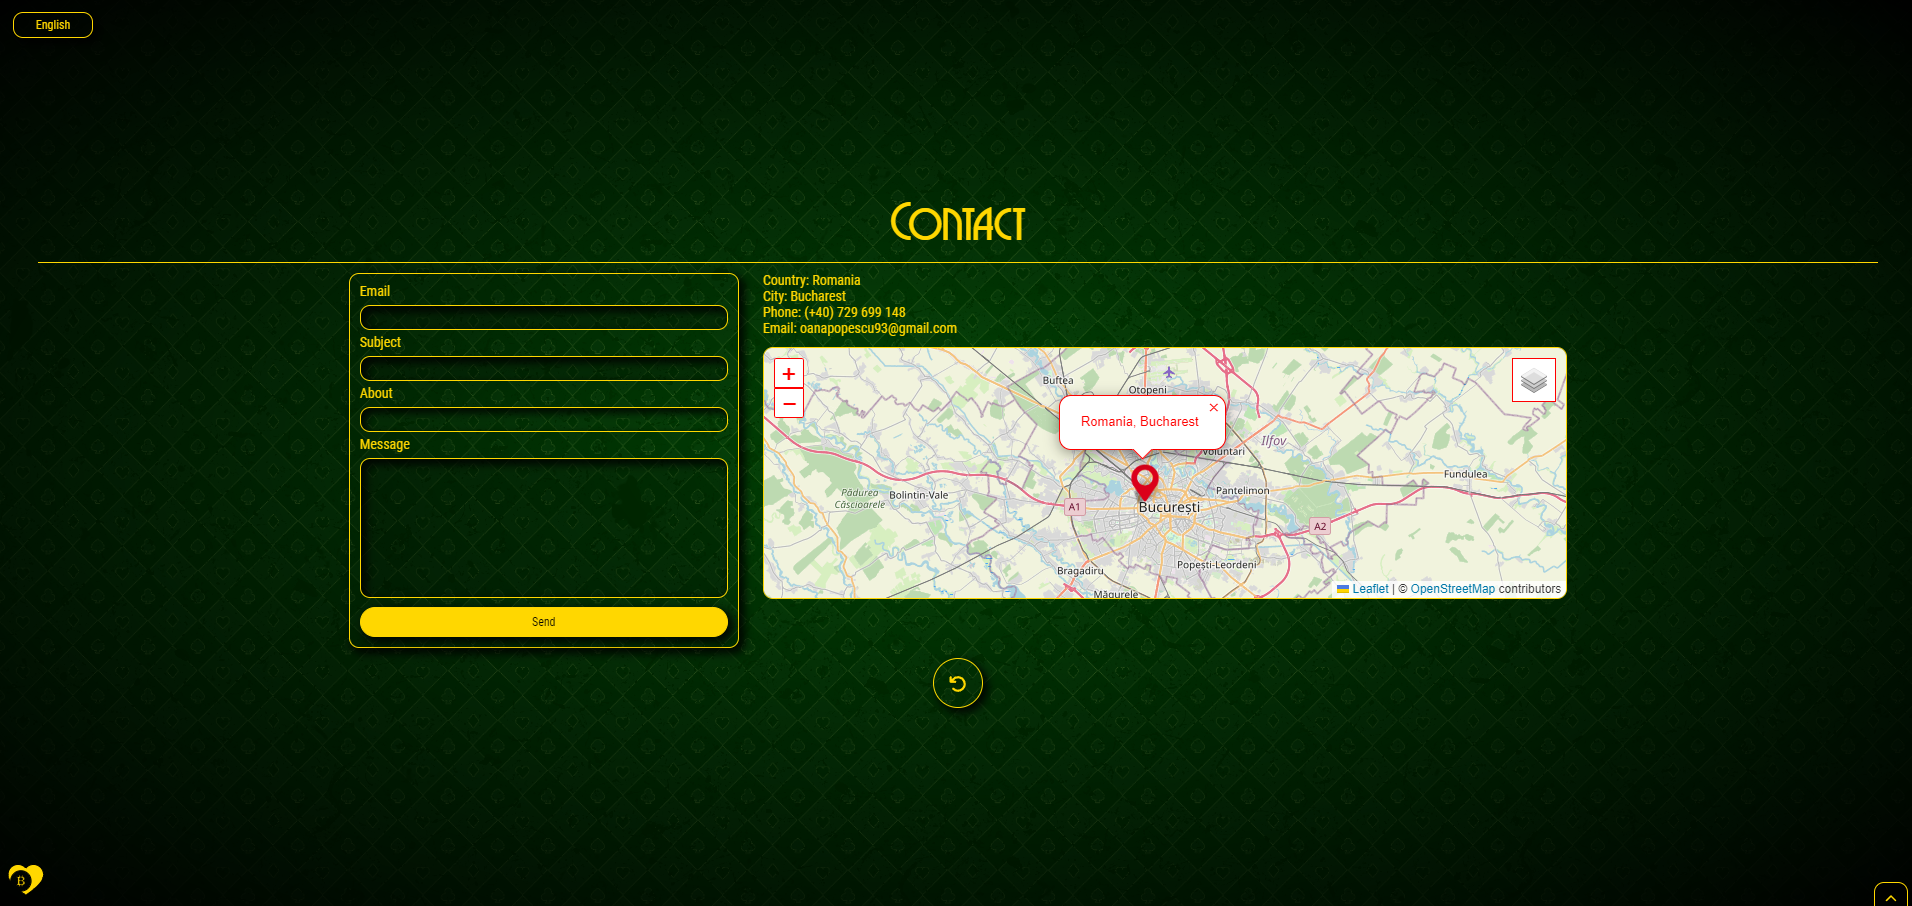 English
Contact
Email
Subject
About
Message
Send
Country: Romania
City: Bucharest
Phone: (+40) 729 699 148
Email: oanapopescu93@gmail.com
+
−
Buftea
Otopeni
×
Romania, Bucharest
Ilfov
Voluntari
Fundulea
Pădurea
Căscioarele
Bolintin-Vale
Pantelimon
A1
București
A2
Bragadiru
Popești-Leordeni
Măgurele
Leaflet | © OpenStreetMap contributors